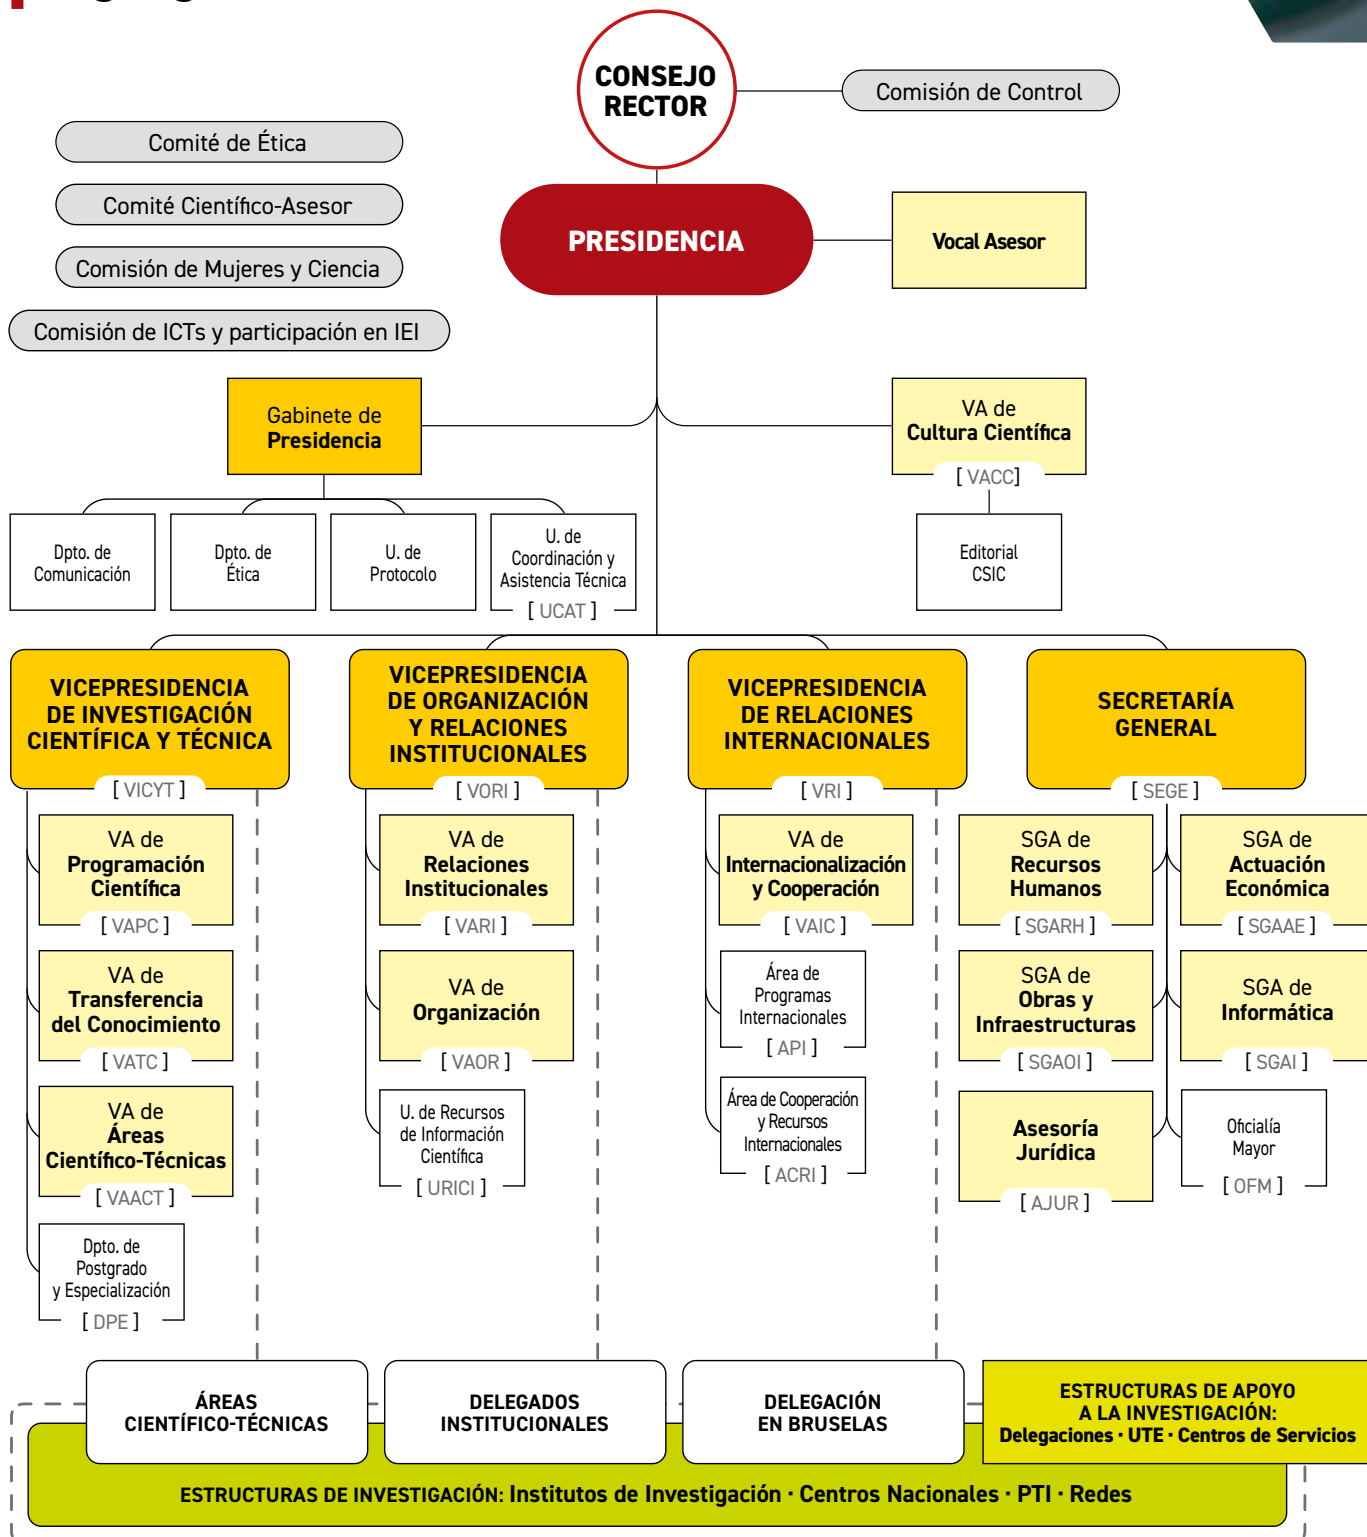 CONSEJO
RECTOR
Comisión de Control
Comité de Ética
Comité Científico-Asesor
Comisión de Mujeres y Ciencia
Comisión de ICTs y participación en IEI
PRESIDENCIA
Vocal Asesor
Gabinete de
Presidencia
VA de
Cultura Científica
[ VACC]
Dpto. de
Comunicación
Dpto. de
Ética
U. de
Protocolo
U. de
Coordinación y
Asistencia Técnica
[ UCAT ]
Editorial
CSIC
VICEPRESIDENCIA
DE INVESTIGACIÓN
CIENTÍFICA Y TÉCNICA
[ VICYT ]
VA de
Programación
Científica
[ VAPC ]
VA de
Transferencia
del Conocimiento
[ VATC ]
VA de
Áreas
Científico-Técnicas
[ VAACT ]
Dpto. de
Postgrado
y Especialización
[ DPE ]
VICEPRESIDENCIA
DE ORGANIZACIÓN
Y RELACIONES
INSTITUCIONALES
[ VORI ]
VA de
Relaciones
Institucionales
[ VARI ]
VA de
Organización
[ VAOR ]
U. de Recursos
de Información
Científica
[ URICI ]
VICEPRESIDENCIA
DE RELACIONES
INTERNACIONALES
[ VRI ]
VA de
Internacionalización
y Cooperación
[ VAIC ]
Área de
Programas
Internacionales
[ API ]
Área de Cooperación
y Recursos
Internacionales
[ ACRI ]
SECRETARÍA
GENERAL
[ SEGE ]
SGA de
Recursos
Humanos
[ SGARH ]
SGA de
Actuación
Económica
[ SGAAE ]
SGA de
Obras y
Infraestructuras
[ SGAOI ]
SGA de
Informática
[ SGAI ]
Asesoría
Jurídica
[ AJUR ]
Oficialía
Mayor
[ OFM ]
ÁREAS
CIENTÍFICO-TÉCNICAS
DELEGADOS
INSTITUCIONALES
DELEGACIÓN
EN BRUSELAS
ESTRUCTURAS DE APOYO
A LA INVESTIGACIÓN:
Delegaciones · UTE · Centros de Servicios
ESTRUCTURAS DE INVESTIGACIÓN: Institutos de Investigación · Centros Nacionales · PTI · Redes